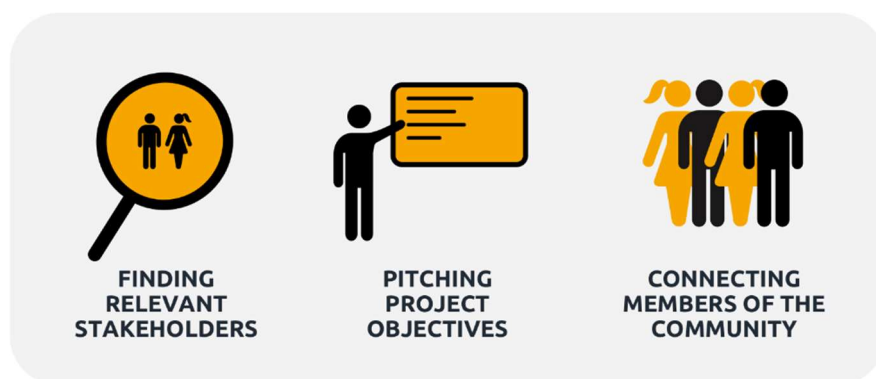 FINDING
RELEVANT
STAKEHOLDERS
PITCHING
PROJECT
OBJECTIVES
CONNECTING
MEMBERS OF THE
COMMUNITY